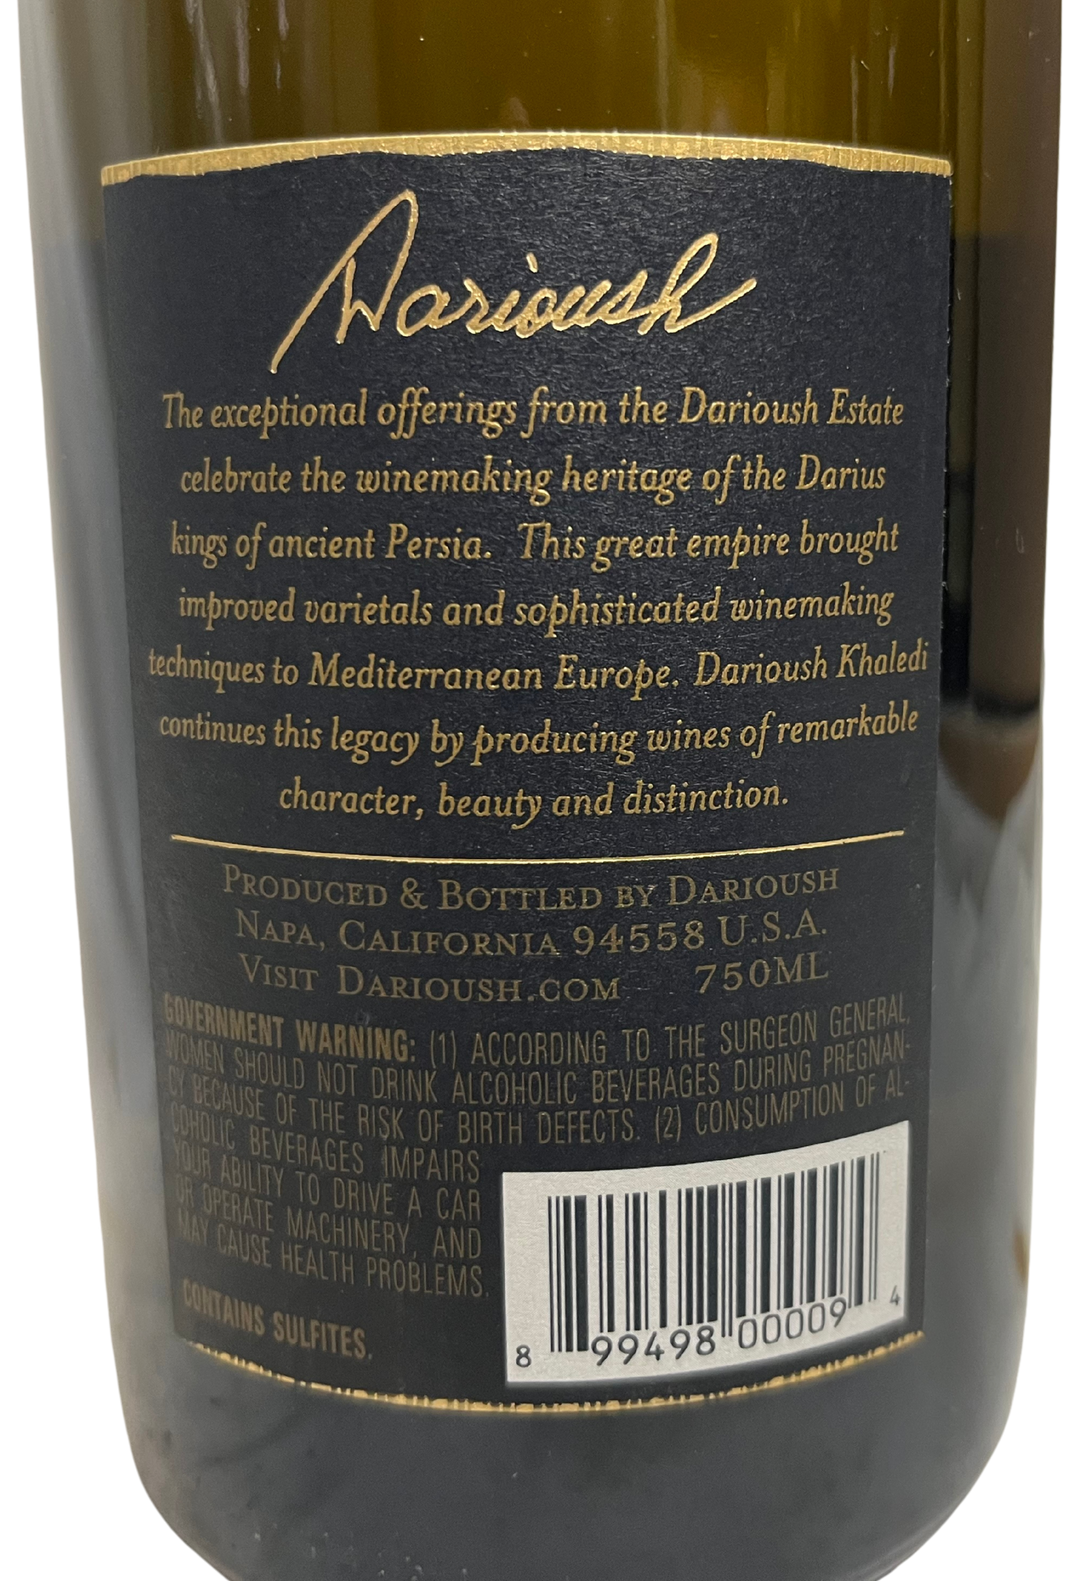 Darioush
The exceptional offerings from the Darioush Estate
celebrate the winemaking heritage of the Darius
kings of ancient Persia. This great empire brought
improved varietals and sophisticated winemaking
techniques to Mediterranean Europe. Darioush Khaledi
continues this legacy by producing wines of remarkable
character, beauty and distinction.
PRODUCED & BOTTLED BY DARIOUSH
NAPA, CALIFORNIA 94558 U.S.A.
VISIT DARIOUSH.COM 750ML
GOVERNMENT WARNING: (1) ACCORDING TO THE SURGEON GENERAL,
WOMEN SHOULD NOT DRINK ALCOHOLIC BEVERAGES DURING PREGNAN-
CY BECAUSE OF THE RISK OF BIRTH DEFECTS. (2) CONSUMPTION OF AL-
COHOLIC BEVERAGES IMPAIRS
YOUR ABILITY TO DRIVE A CAR
OR OPERATE MACHINERY, AND
MAY CAUSE HEALTH PROBLEMS.
CONTAINS SULFITES.
8 99498 00009 4